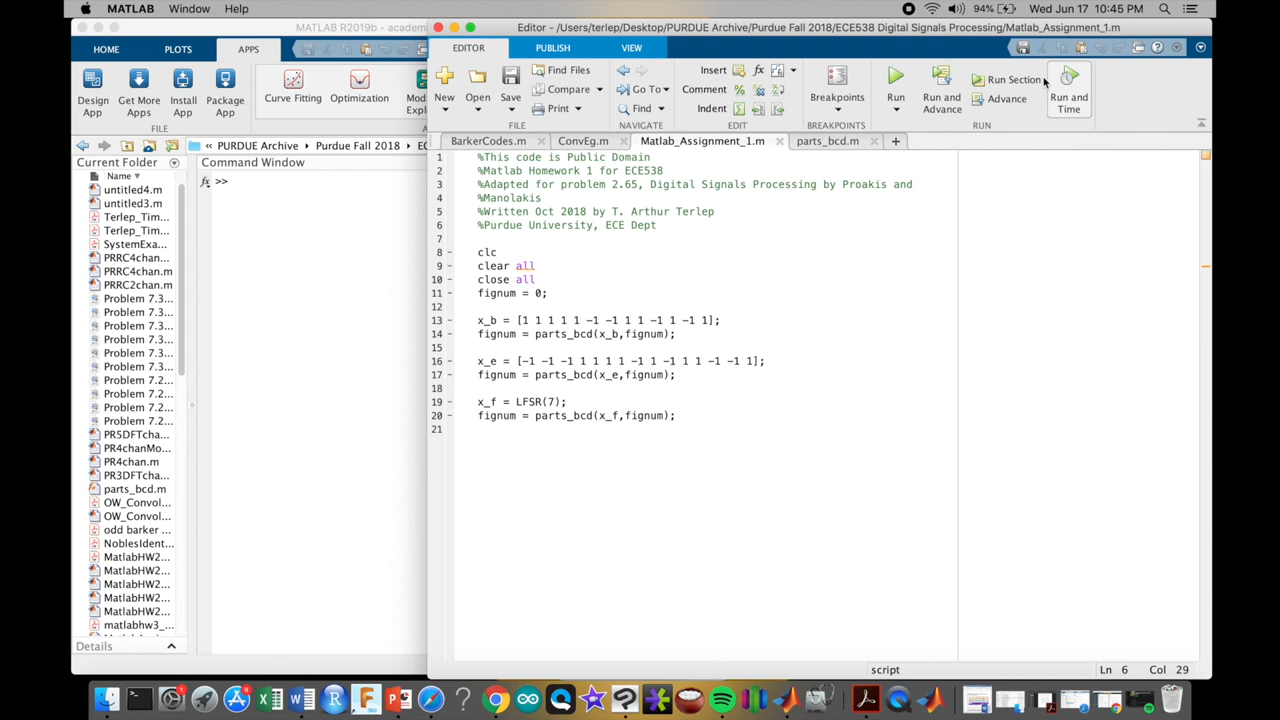 MATLAB Window Help 94% Wed Jun 17 10:45 PM
MATLAB R2019b - academ
HOME PLOTS APPS
Design App
Get More Apps
Install App
Package App
Curve Fitting
Optimization
FILE
PURDUE Archive Purdue Fall 2018
Current Folder
Name
untitled4.m
untitled3.m
Terlep_Tim...
Terlep_Tim...
SystemExa...
PRRC4chan...
PRRC4chan.m
PRRC2chan.m
Problem 7.3...
Problem 7.3...
Problem 7.3...
Problem 7.3...
Problem 7.3...
Problem 7.2...
Problem 7.2...
Problem 7.2...
Problem 7.2...
Problem 7.2...
PR5DFTcha...
PR4chanMo...
PR4chan.m
PR3DFTcha...
parts_bcd.m
OW_Convol...
OW_Convol...
odd barker ...
NoblesIdent...
MatlabHW2...
MatlabHW2...
MatlabHW2...
MatlabHW2...
MatlabHW2...
matlabhw3_...
Details
Command Window
fx >>
Editor - /Users/terlep/Desktop/PURDUE Archive/Purdue Fall 2018/ECE538 Digital Signals Processing/Matlab_Assignment_1.m
EDITOR PUBLISH VIEW
New
Open
Save
Find Files
Compare
Print
FILE
Go To
Find
NAVIGATE
Insert
Comment
Indent
EDIT
Breakpoints
BREAKPOINTS
Run
Run and Advance
Run Section
Advance
Run and Time
RUN
BarkerCodes.m ConvEg.m Matlab_Assignment_1.m parts_bcd.m +
1 %This code is Public Domain
2 %Matlab Homework 1 for ECE538
3 %Adapted for problem 2.65, Digital Signals Processing by Proakis and
4 %Manolakis
5 %Written Oct 2018 by T. Arthur Terlep
6 %Purdue University, ECE Dept
7
8 - clc
9 - clear all
10 - close all
11 - fignum = 0;
12
13 - x_b = [1 1 1 1 1 -1 -1 1 1 -1 1 -1 1];
14 - fignum = parts_bcd(x_b,fignum);
15
16 - x_e = [-1 -1 -1 1 1 1 1 -1 1 -1 1 1 -1 -1 1];
17 - fignum = parts_bcd(x_e,fignum);
18
19 - x_f = LFSR(7);
20 - fignum = parts_bcd(x_f,fignum);
21
script Ln 6 Col 29